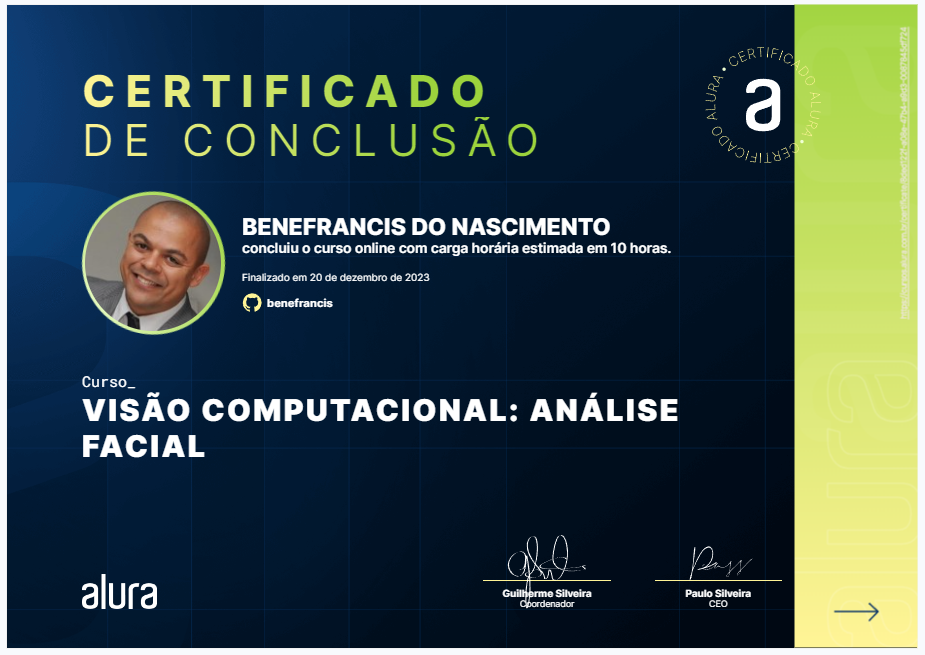 CERTIFICADO
DE CONCLUSÃO
CERTIFICADO ALURA • CERTIFICADO ALURA •
a
BENEFRANCIS DO NASCIMENTO
concluiu o curso online com carga horária estimada em 10 horas.
Finalizado em 20 de dezembro de 2023
benefrancis
Curso_
VISÃO COMPUTACIONAL: ANÁLISE
FACIAL
alura
Guilherme Silveira
Coordenador
Paulo Silveira
CEO
alura